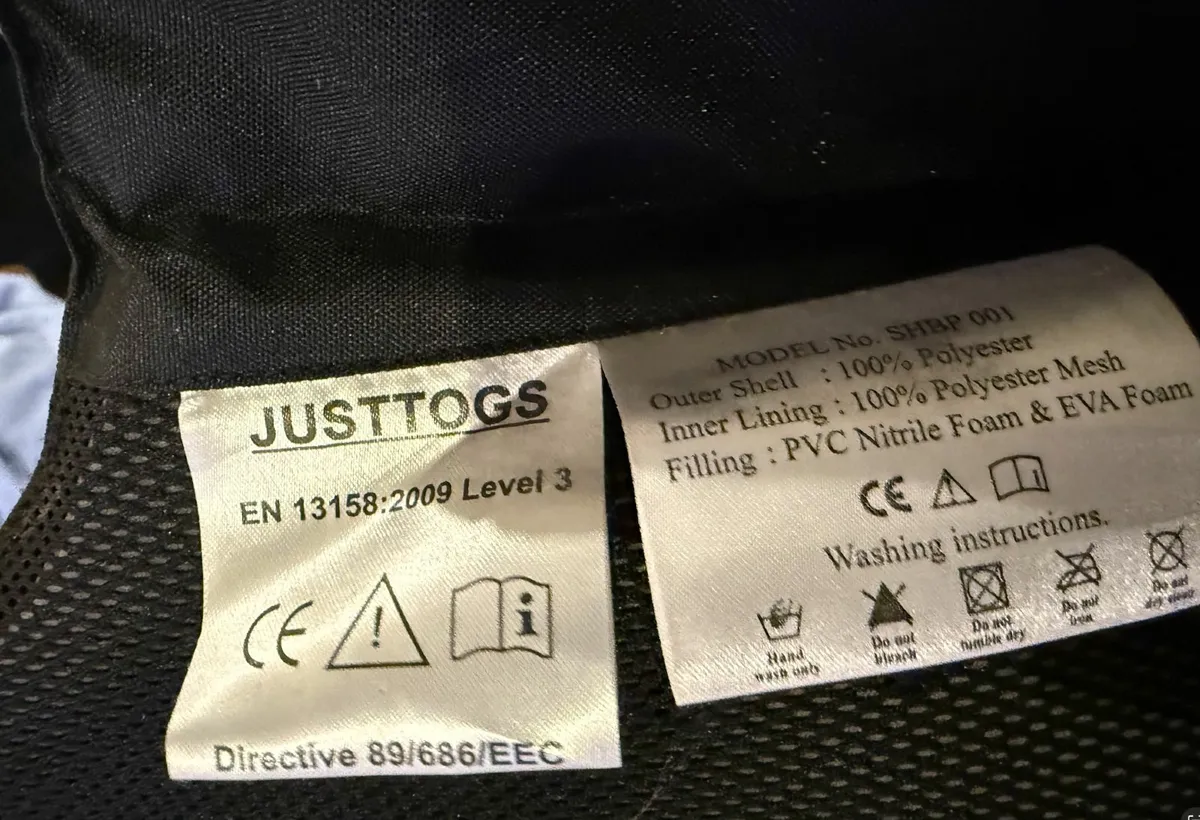 JUSTTOGS
EN 13158:2009 Level 3
CE
i
Directive 89/686/EEC
MODEL No. SHBP 001
Outer Shell : 100% Polyester
Inner Lining : 100% Polyester Mesh
Filling : PVC Nitrile Foam & EVA Foam
CE
Washing instructions.
Hand
wash only
Do not
bleach
Do not
tumble dry
Do not
iron
Do not
dry clean